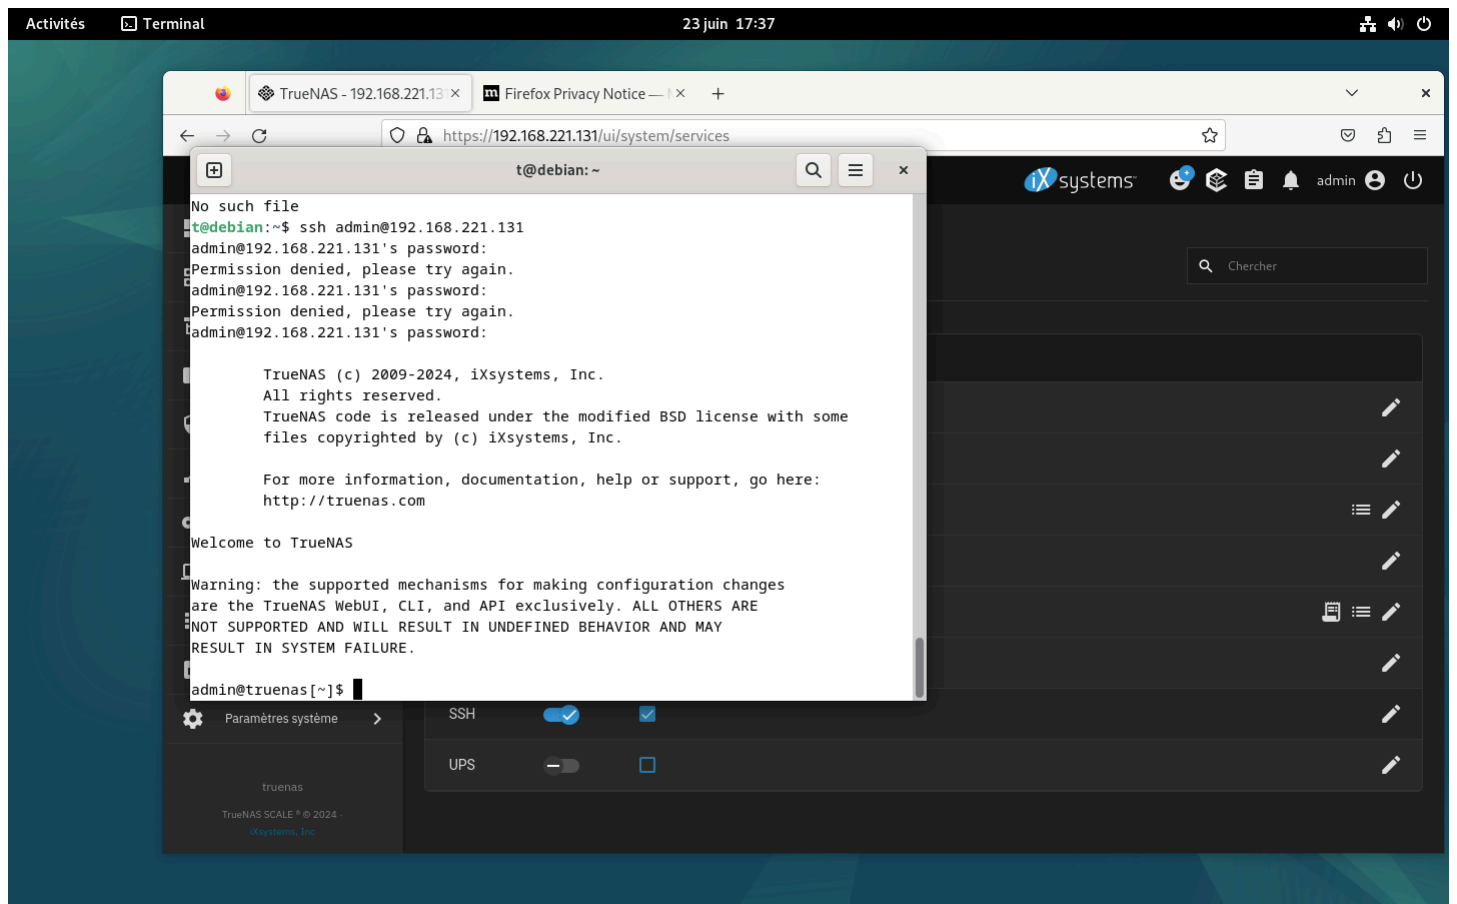 Activités
Terminal
23 juin 17:37
TrueNAS - 192.168.221.13
Firefox Privacy Notice —
https://192.168.221.131/ui/system/services
t@debian: ~
iXsystems
admin
Chercher
No such file
t@debian:~$ ssh admin@192.168.221.131
admin@192.168.221.131's password:
Permission denied, please try again.
admin@192.168.221.131's password:
Permission denied, please try again.
admin@192.168.221.131's password:
TrueNAS (c) 2009-2024, iXsystems, Inc.
All rights reserved.
TrueNAS code is released under the modified BSD license with some
files copyrighted by (c) iXsystems, Inc.
For more information, documentation, help or support, go here:
http://truenas.com
Welcome to TrueNAS
Warning: the supported mechanisms for making configuration changes
are the TrueNAS WebUI, CLI, and API exclusively. ALL OTHERS ARE
NOT SUPPORTED AND WILL RESULT IN UNDEFINED BEHAVIOR AND MAY
RESULT IN SYSTEM FAILURE.
admin@truenas[~]$
Paramètres système
SSH
UPS
truenas
TrueNAS SCALE ® © 2024 -
iXsystems, Inc